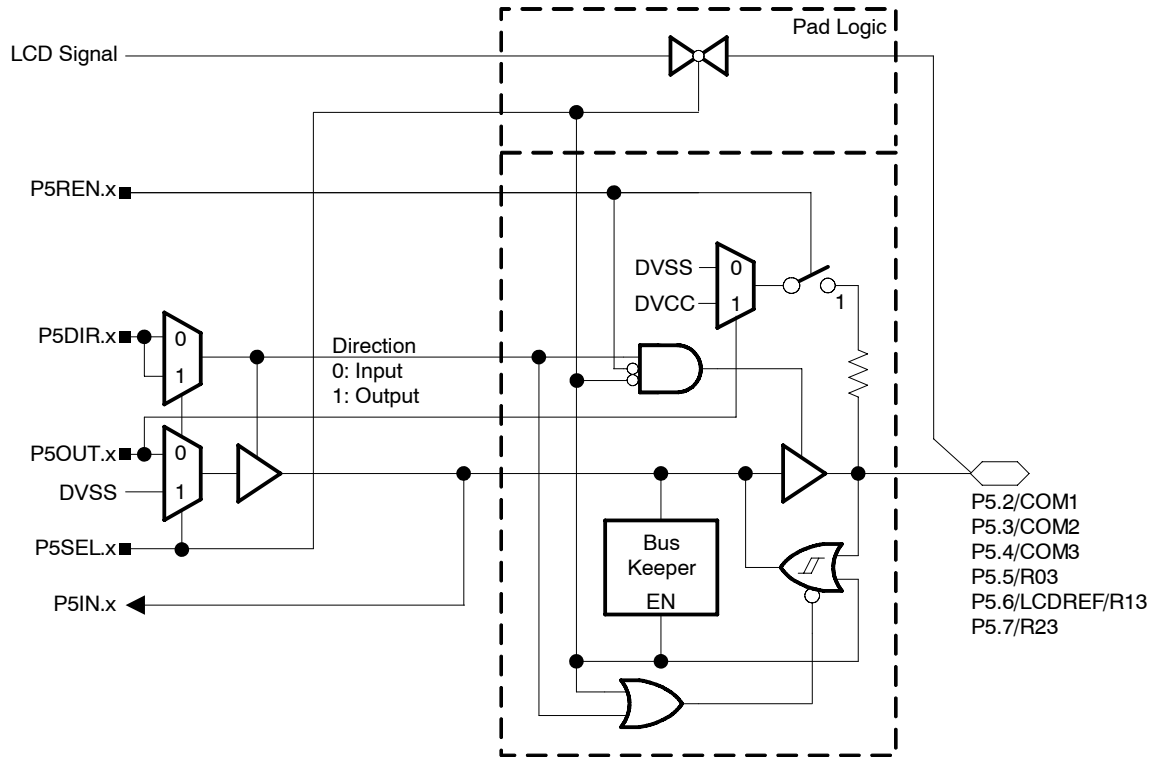 Pad Logic
LCD Signal
P5REN.x
DVSS
0
DVCC
1
1
P5DIR.x
0
1
Direction
0: Input
1: Output
P5OUT.x
0
DVSS
1
P5SEL.x
P5IN.x
Bus
Keeper
EN
P5.2/COM1
P5.3/COM2
P5.4/COM3
P5.5/R03
P5.6/LCDREF/R13
P5.7/R23